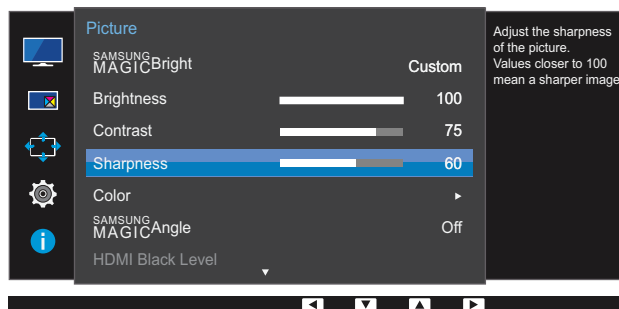 Picture
SAMSUNG
MAGICBright Custom
Brightness 100
Contrast 75
Sharpness 60
Color
SAMSUNG
MAGICAngle Off
HDMI Black Level
Adjust the sharpness
of the picture.
Values closer to 100
mean a sharper image